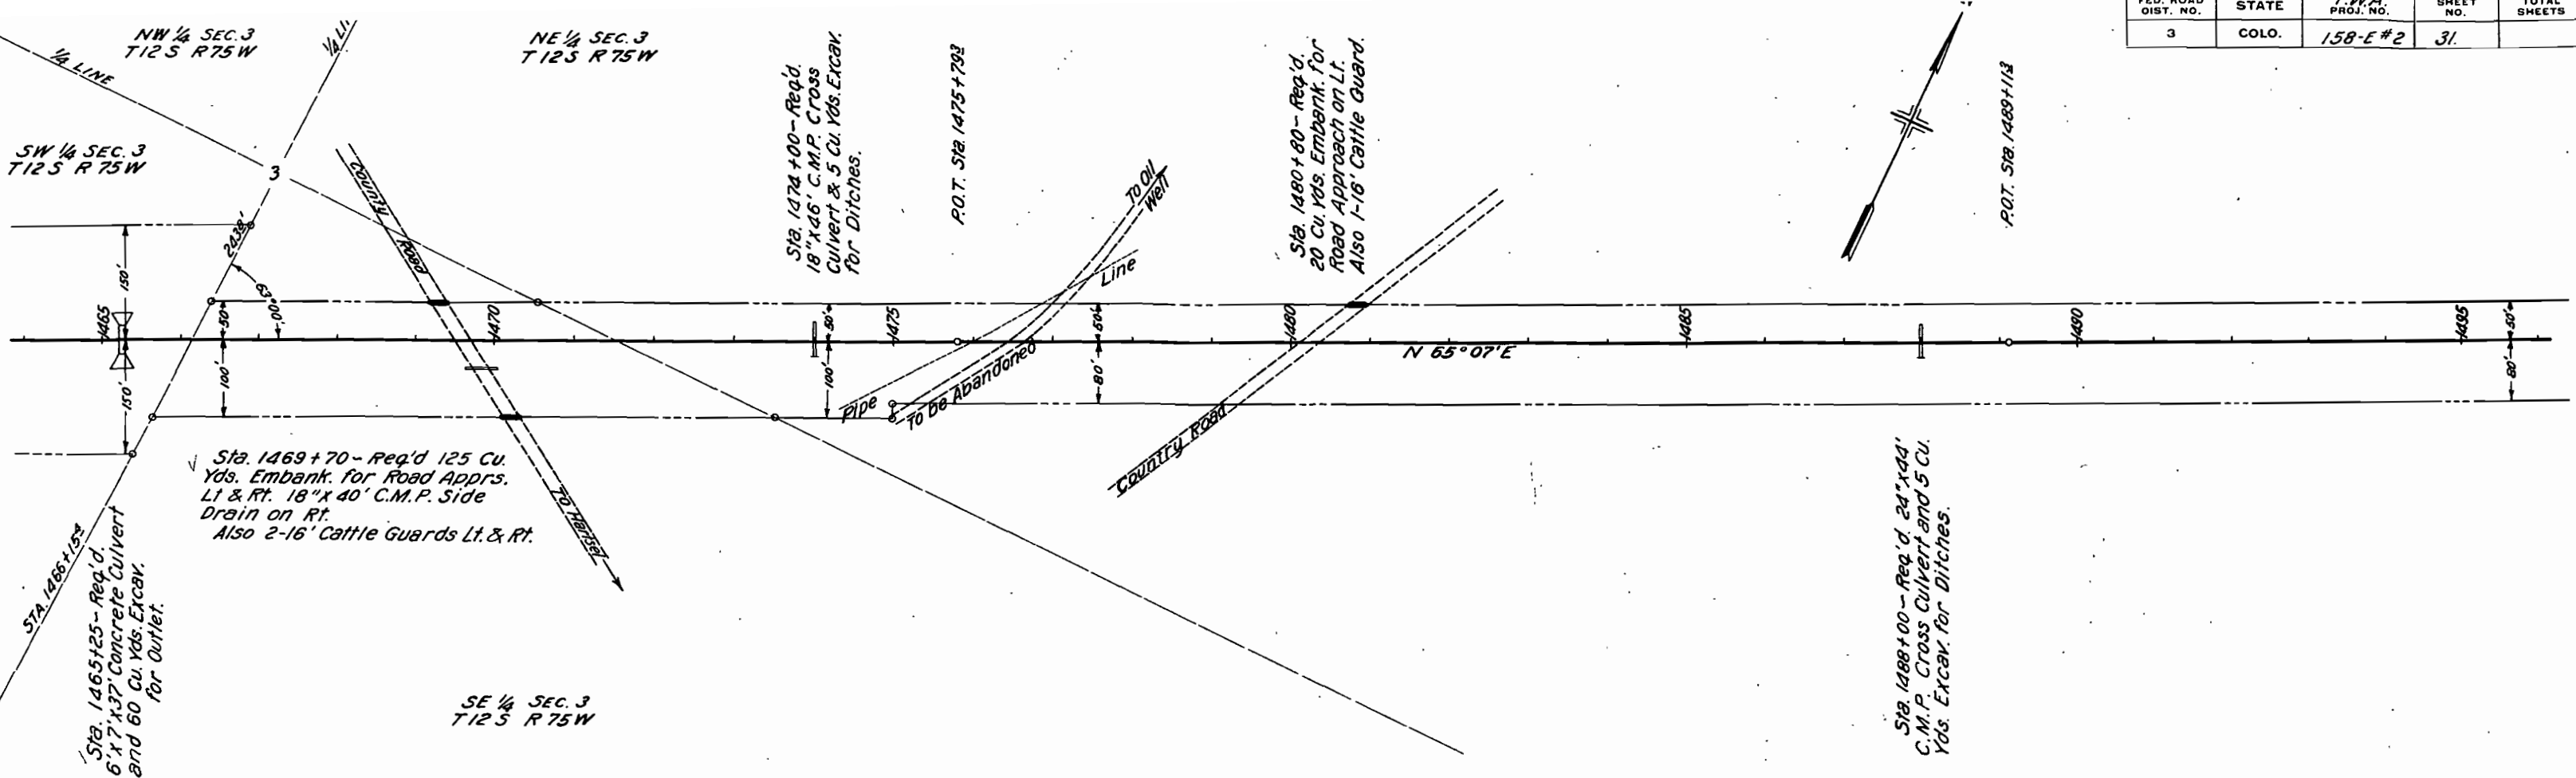 FED. ROAD DIST. NO.
STATE
P.W.A. PROJ. NO.
SHEET NO.
TOTAL SHEETS
3
COLO.
158-E #2
31.
NW 1/4 SEC. 3
T12 S R75W
1/4 LINE
NE 1/4 SEC. 3
T12S R75W
1/4 LINE
SW 1/4 SEC. 3
T12S R75W
3
243.8'
63°00'
150'
150'
50'
100'
County
Road
To Hartsel
Sta. 1474+00-Req'd.
18"x46' C.M.P. Cross
Culvert & 5 Cu. Yds. Excav.
for Ditches.
P.O.T. Sta. 1475+79.3
To Oil
Well
Pipe
Line
To be Abandoned
50'
100'
50'
80'
Sta. 1480+80-Req'd.
20 Cu. Yds. Embank. for
Road Approach on Lt.
Also 1-16' Cattle Guard.
Country Road
P.O.T. Sta. 1489+11.3
1465
1470
1475
1480
1485
1490
1495
N 65°07'E
50'
80'
Sta. 1469+70-Req'd 125 Cu.
Yds. Embank. for Road Apprs.
Lt & Rt. 18"x 40' C.M.P. Side
Drain on Rt.
Also 2-16' Cattle Guards Lt. & Rt.
Sta. 1465+25-Req'd.
6'x7'x37' Concrete Culvert
and 60 Cu. Yds. Excav.
for Outlet.
SE 1/4 SEC. 3
T12S R75W
Sta. 1488+00-Req'd. 24"x44'
C.M.P. Cross Culvert and 5 Cu.
Yds. Excav. for Ditches.